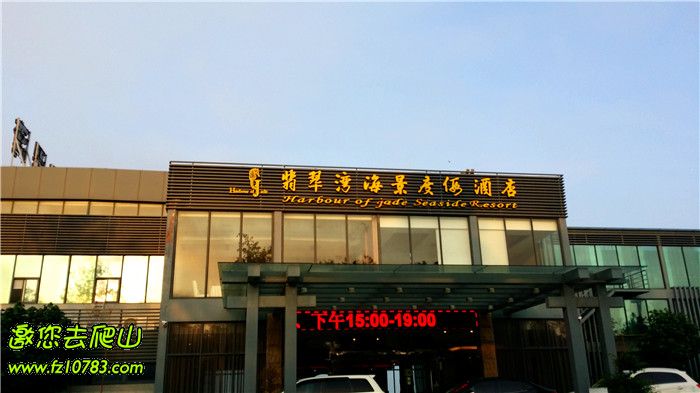 翡翠湾海景度假酒店
Harbour of jade Seaside Resort
下午15:00-19:00
邀您去爬山
www.fz10783.com